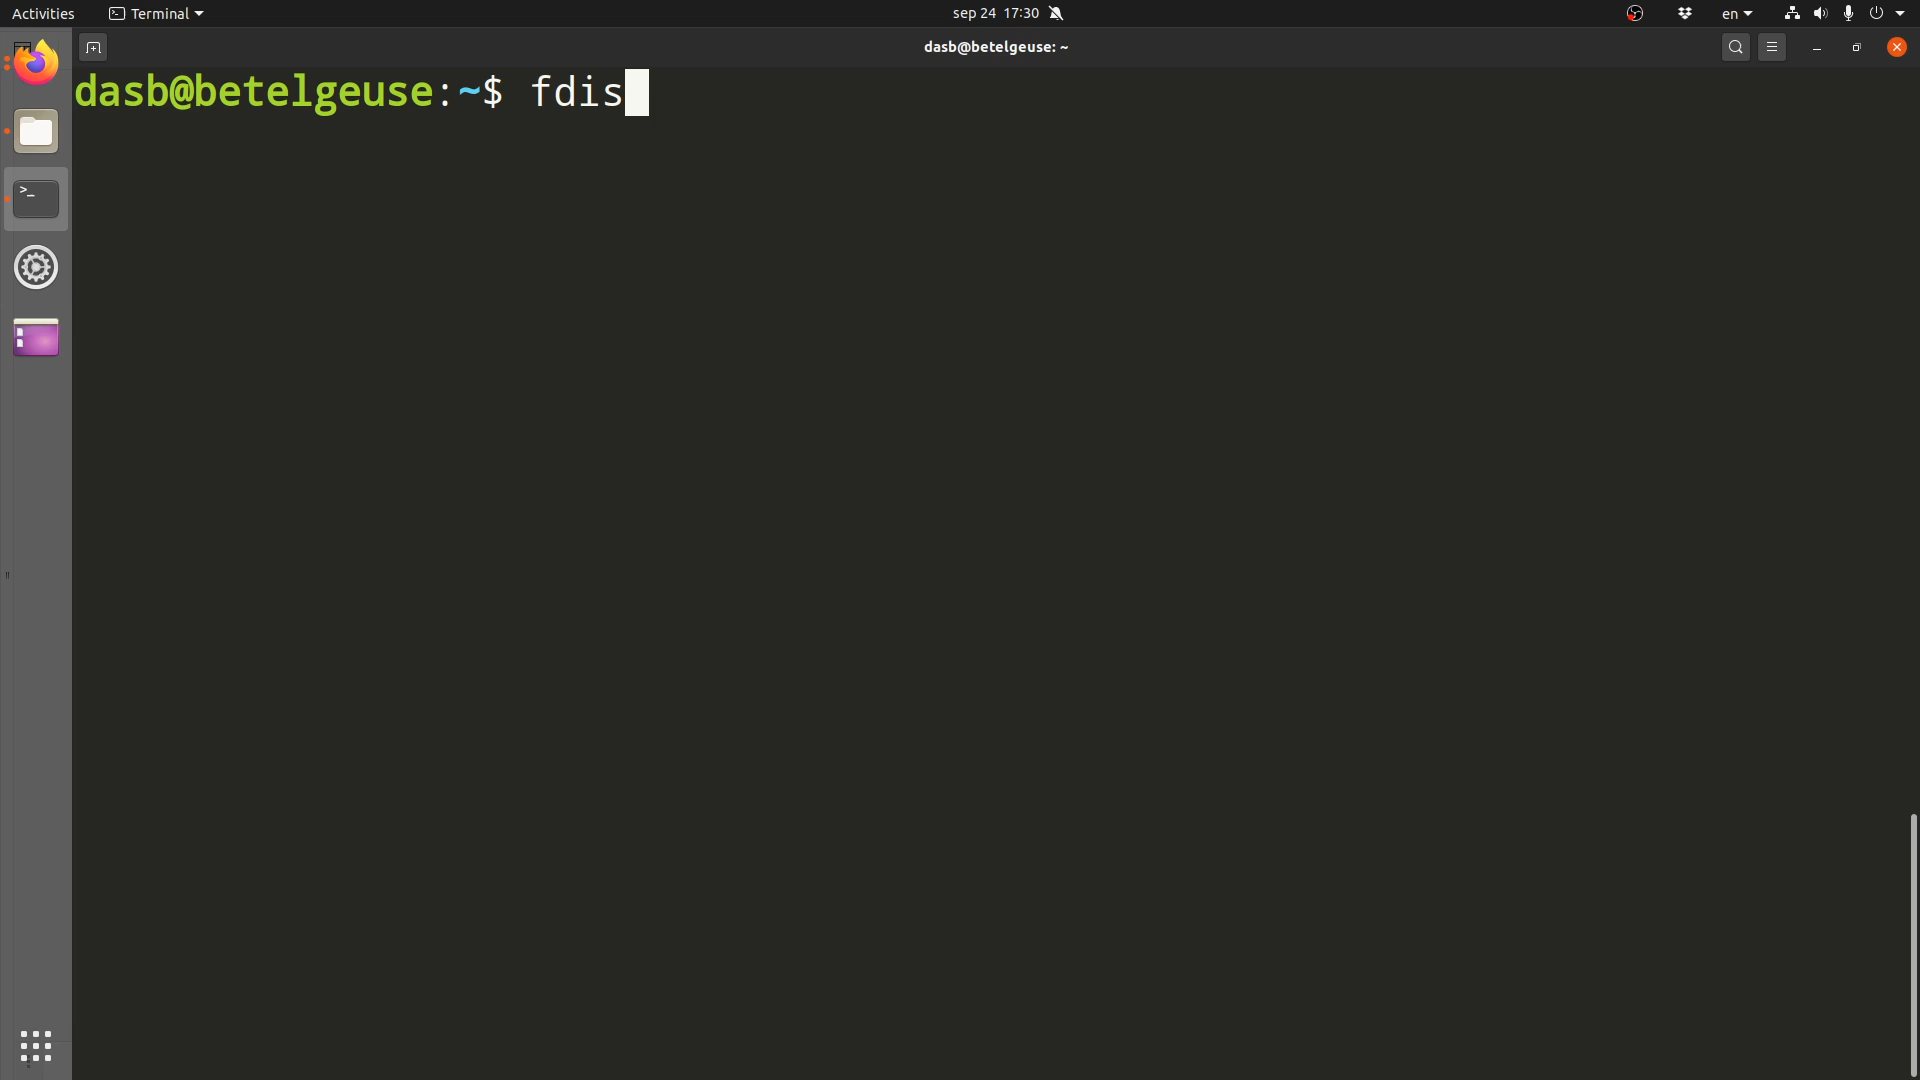 Activities Terminal sep 24 17:30 en
dasb@betelgeuse: ~
dasb@betelgeuse:~$ fdis
>_